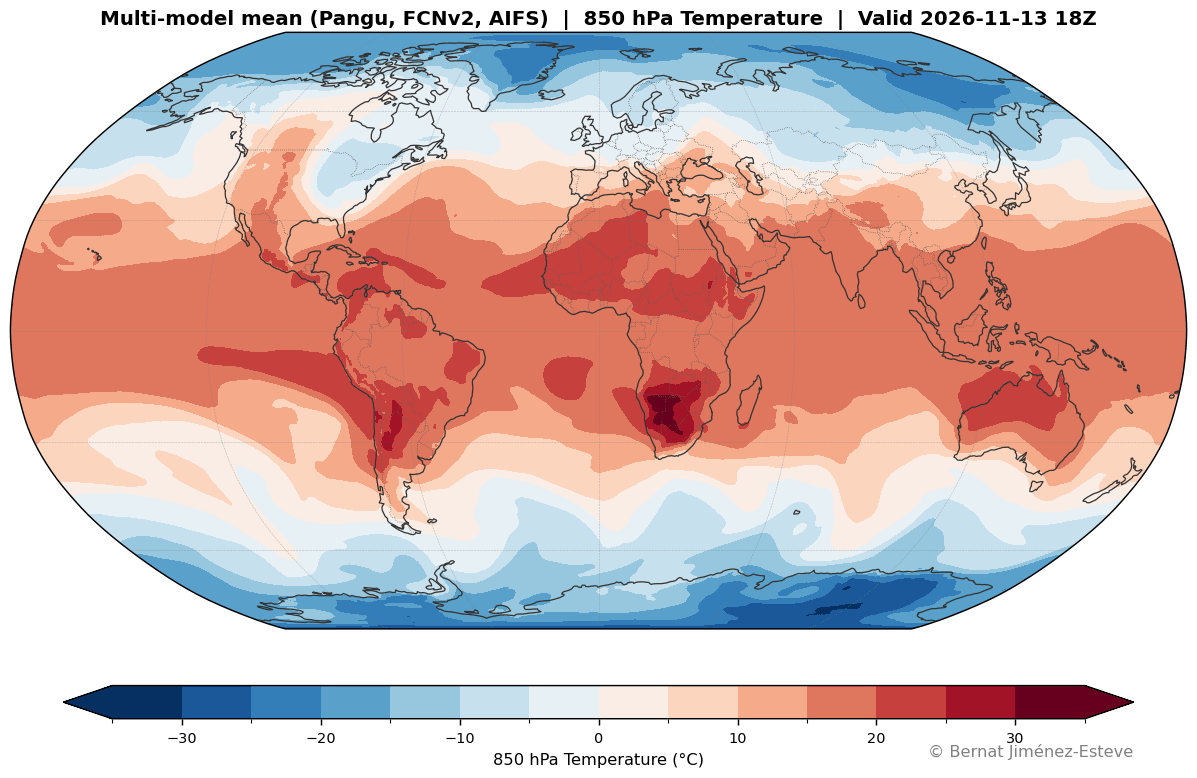 Multi-model mean (Pangu, FCNv2, AIFS)  |  850 hPa Temperature  |  Valid 2026-11-13 18Z
−30 −20 −10 0 10 20 30
850 hPa Temperature (°C)
© Bernat Jiménez-Esteve